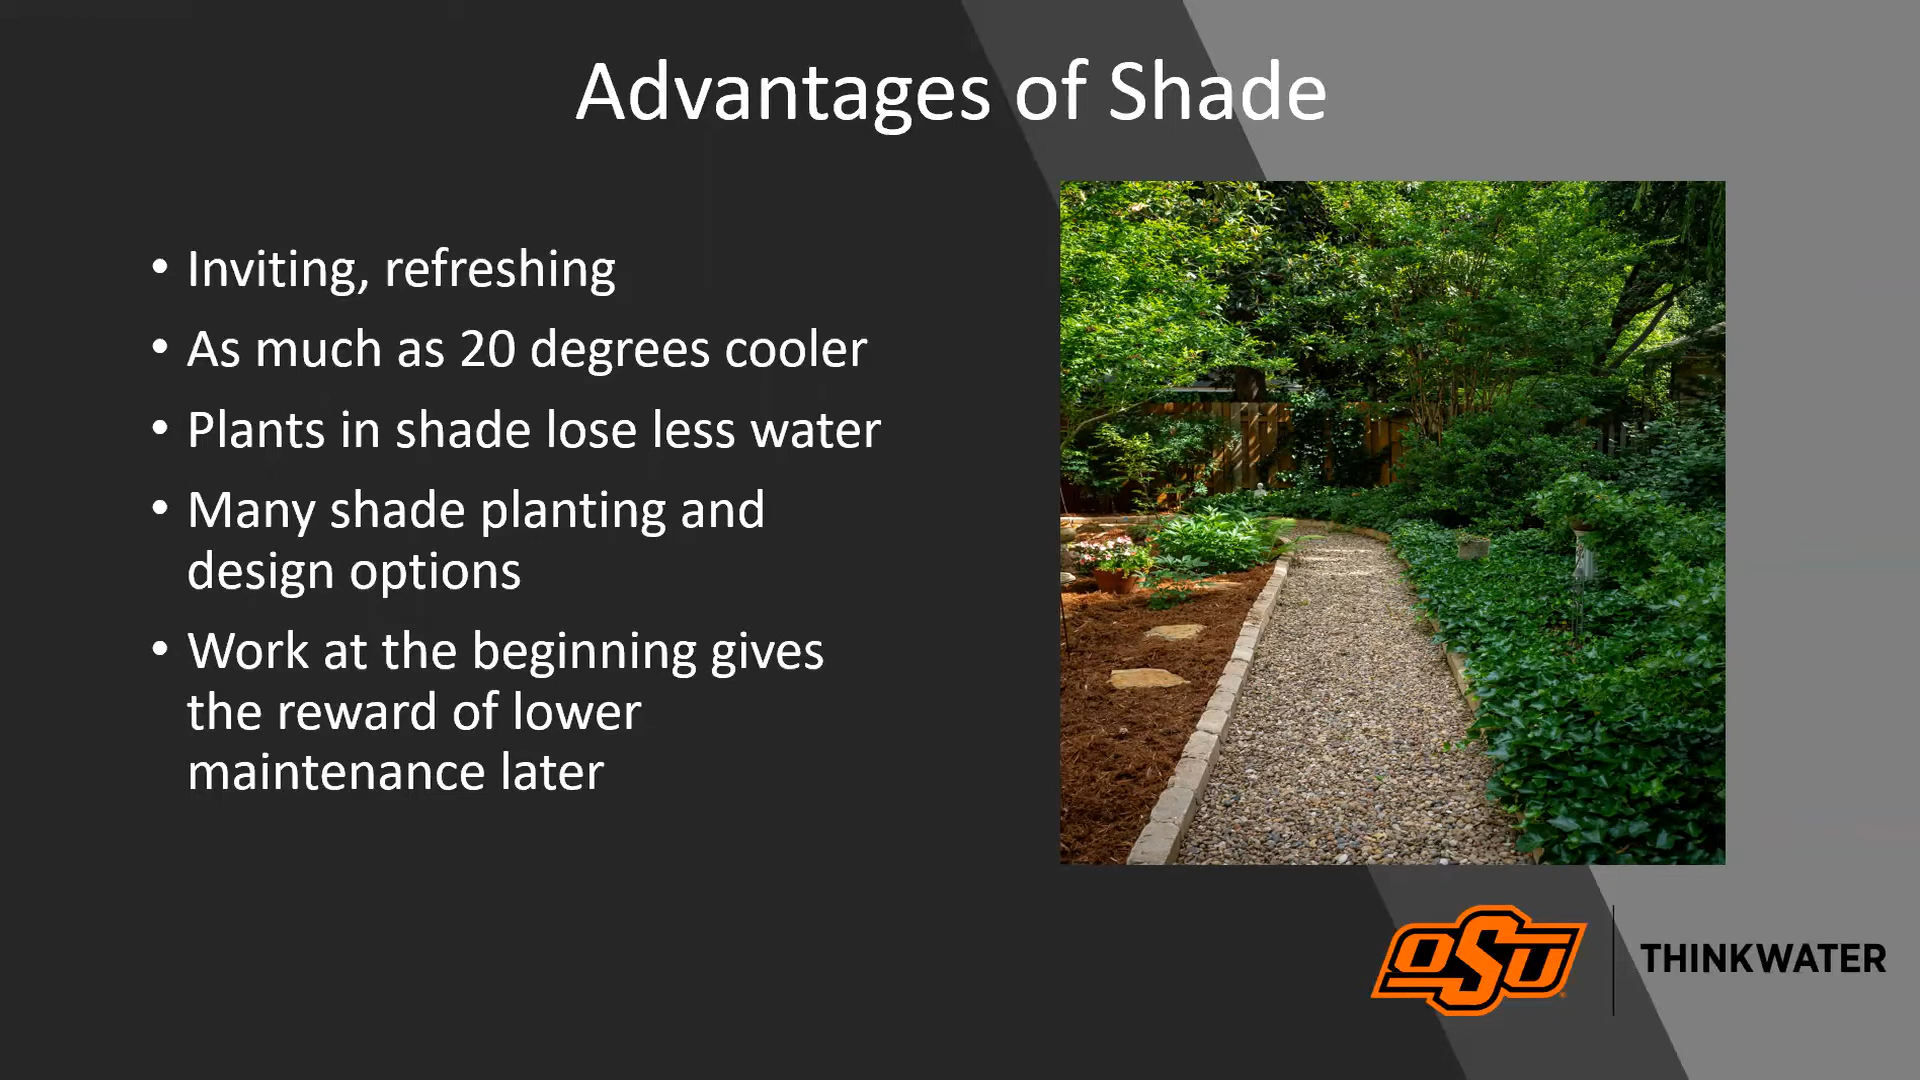 Advantages of Shade
• Inviting, refreshing
• As much as 20 degrees cooler
• Plants in shade lose less water
• Many shade planting and
design options
• Work at the beginning gives
the reward of lower
maintenance later
OSU
THINKWATER